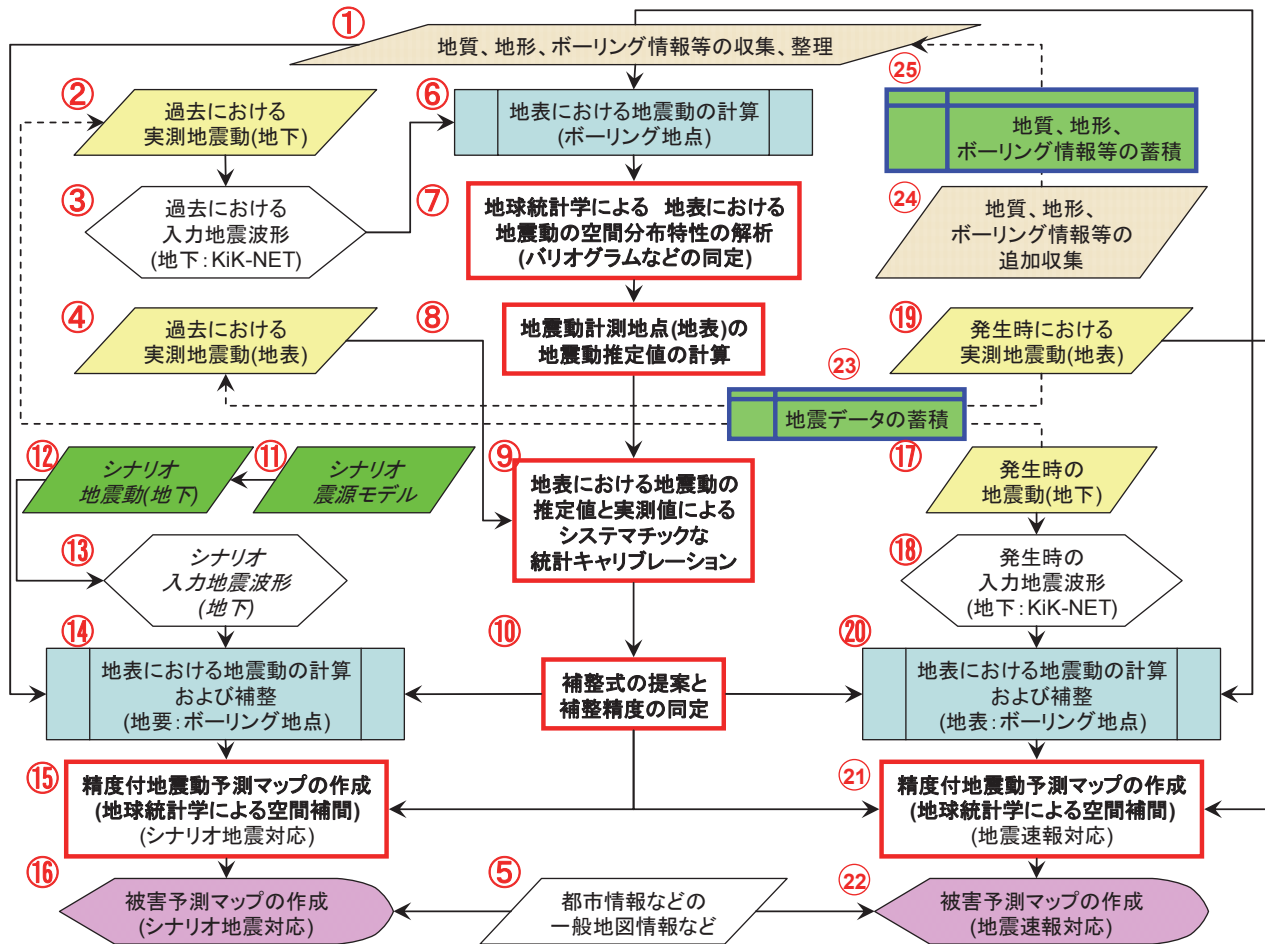 ①
地質、地形、ボーリング情報等の収集、整理
②
過去における
実測地震動(地下)
③
過去における
入力地震波形
(地下：KiK-NET)
④
過去における
実測地震動(地表)
⑥
地表における地震動の計算
(ボーリング地点)
⑦
地球統計学による 地表における
地震動の空間分布特性の解析
(バリオグラムなどの同定)
⑧
地震動計測地点(地表)の
地震動推定値の計算
㉕
地質、地形、
ボーリング情報等の蓄積
㉔
地質、地形、
ボーリング情報等の
追加収集
⑲
発生時における
実測地震動(地表)
㉓
地震データの蓄積
⑫
シナリオ
地震動(地下)
⑪
シナリオ
震源モデル
⑬
シナリオ
入力地震波形
(地下)
⑨
地表における地震動の
推定値と実測値による
システマチックな
統計キャリブレーション
⑰
発生時の
地震動(地下)
⑱
発生時の
入力地震波形
(地下：KiK-NET)
⑭
地表における地震動の計算
および補整
(地要：ボーリング地点)
⑩
補整式の提案と
補整精度の同定
⑳
地表における地震動の計算
および補整
(地表：ボーリング地点)
⑮
精度付地震動予測マップの作成
(地球統計学による空間補間)
(シナリオ地震対応)
㉑
精度付地震動予測マップの作成
(地球統計学による空間補間)
(地震速報対応)
⑯
被害予測マップの作成
(シナリオ地震対応)
⑤
都市情報などの
一般地図情報など
㉒
被害予測マップの作成
(地震速報対応)